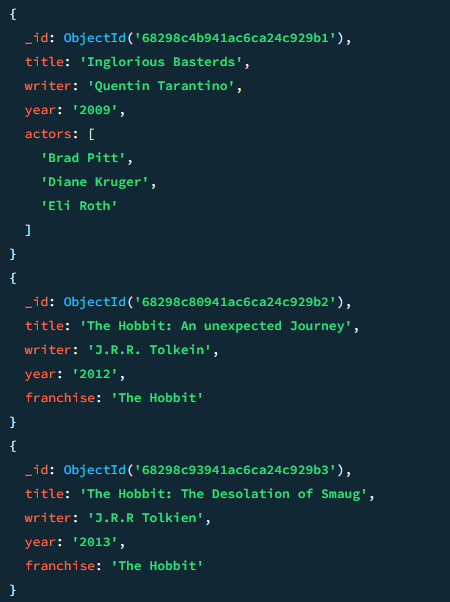 {
_id: ObjectId('68298c4b941ac6ca24c929b1'),
title: 'Inglorious Basterds',
writer: 'Quentin Tarantino',
year: '2009',
actors: [
'Brad Pitt',
'Diane Kruger',
'Eli Roth'
]
}
{
_id: ObjectId('68298c80941ac6ca24c929b2'),
title: 'The Hobbit: An unexpected Journey',
writer: 'J.R.R. Tolkein',
year: '2012',
franchise: 'The Hobbit'
}
{
_id: ObjectId('68298c93941ac6ca24c929b3'),
title: 'The Hobbit: The Desolation of Smaug',
writer: 'J.R.R Tolkien',
year: '2013',
franchise: 'The Hobbit'
}